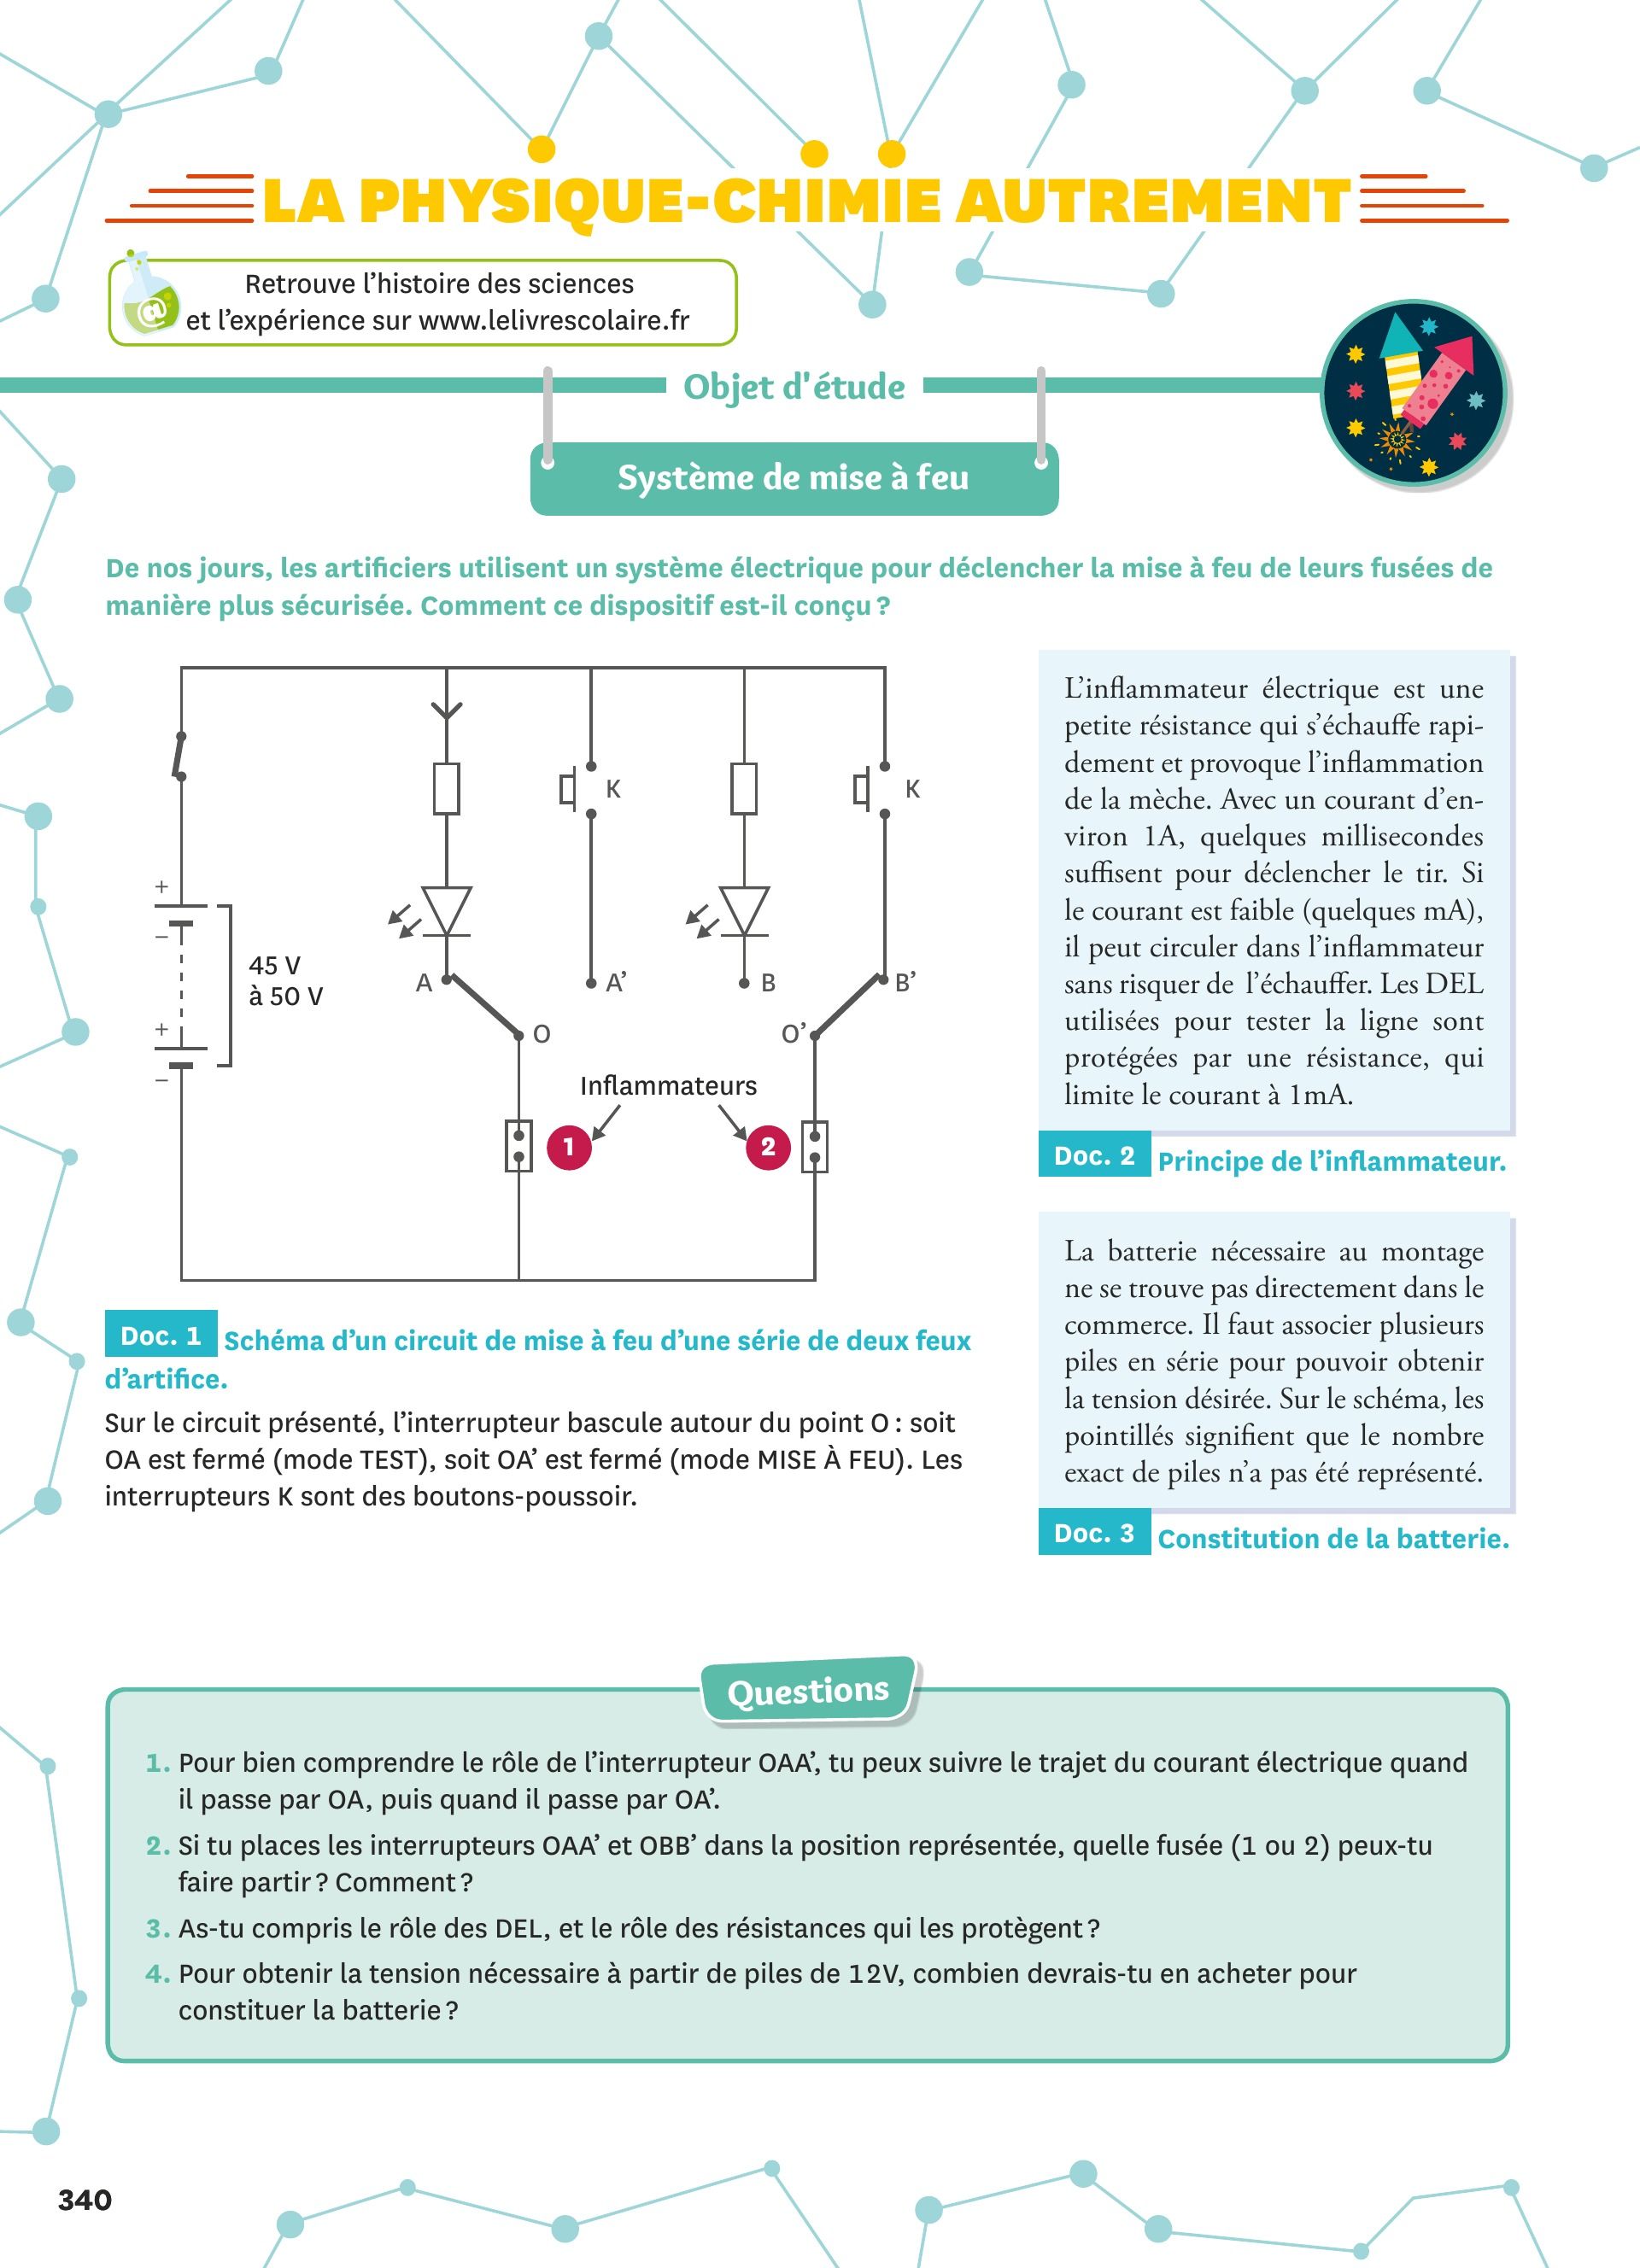 LA PHYSIQUE-CHIMIE AUTREMENT
@
Retrouve l’histoire des sciences
et l’expérience sur www.lelivrescolaire.fr
Objet d'étude
Système de mise à feu
De nos jours, les artificiers utilisent un système électrique pour déclencher la mise à feu de leurs fusées de
manière plus sécurisée. Comment ce dispositif est-il conçu ?
K
K
+
–
45 V
à 50 V
+
–
A
A’
B
B’
O
O’
Inflammateurs
1
2
Doc. 1 Schéma d’un circuit de mise à feu d’une série de deux feux
d’artifice.
Sur le circuit présenté, l’interrupteur bascule autour du point O : soit
OA est fermé (mode TEST), soit OA’ est fermé (mode MISE À FEU). Les
interrupteurs K sont des boutons-poussoir.
L’inflammateur électrique est une
petite résistance qui s’échauffe rapi-
dement et provoque l’inflammation
de la mèche. Avec un courant d’en-
viron 1A, quelques millisecondes
suffisent pour déclencher le tir. Si
le courant est faible (quelques mA),
il peut circuler dans l’inflammateur
sans risquer de l’échauffer. Les DEL
utilisées pour tester la ligne sont
protégées par une résistance, qui
limite le courant à 1mA.
Doc. 2 Principe de l’inflammateur.
La batterie nécessaire au montage
ne se trouve pas directement dans le
commerce. Il faut associer plusieurs
piles en série pour pouvoir obtenir
la tension désirée. Sur le schéma, les
pointillés signifient que le nombre
exact de piles n’a pas été représenté.
Doc. 3 Constitution de la batterie.
Questions
1. Pour bien comprendre le rôle de l’interrupteur OAA’, tu peux suivre le trajet du courant électrique quand
il passe par OA, puis quand il passe par OA’.
2. Si tu places les interrupteurs OAA’ et OBB’ dans la position représentée, quelle fusée (1 ou 2) peux-tu
faire partir ? Comment ?
3. As-tu compris le rôle des DEL, et le rôle des résistances qui les protègent ?
4. Pour obtenir la tension nécessaire à partir de piles de 12V, combien devrais-tu en acheter pour
constituer la batterie ?
340